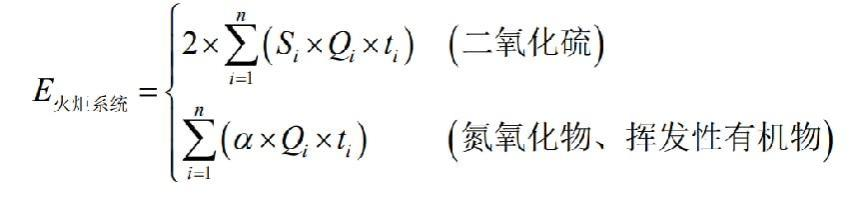 2×∑_{i=1}^{n}(S_i×Q_i×t_i) (二氧化硫)
E_{火炬系统}=
∑_{i=1}^{n}(α×Q_i×t_i) (氮氧化物、挥发性有机物)